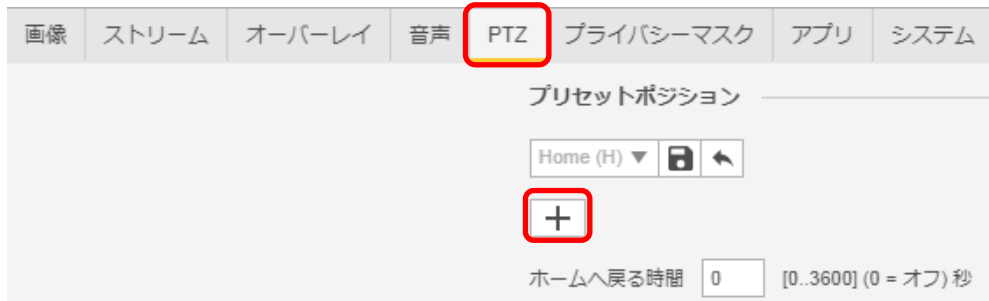 画像 ストリーム オーバーレイ 音声 PTZ プライバシーマスク アプリ システム
プリセットポジション
Home (H)
ホームへ戻る時間 0 [0..3600] (0 = オフ) 秒